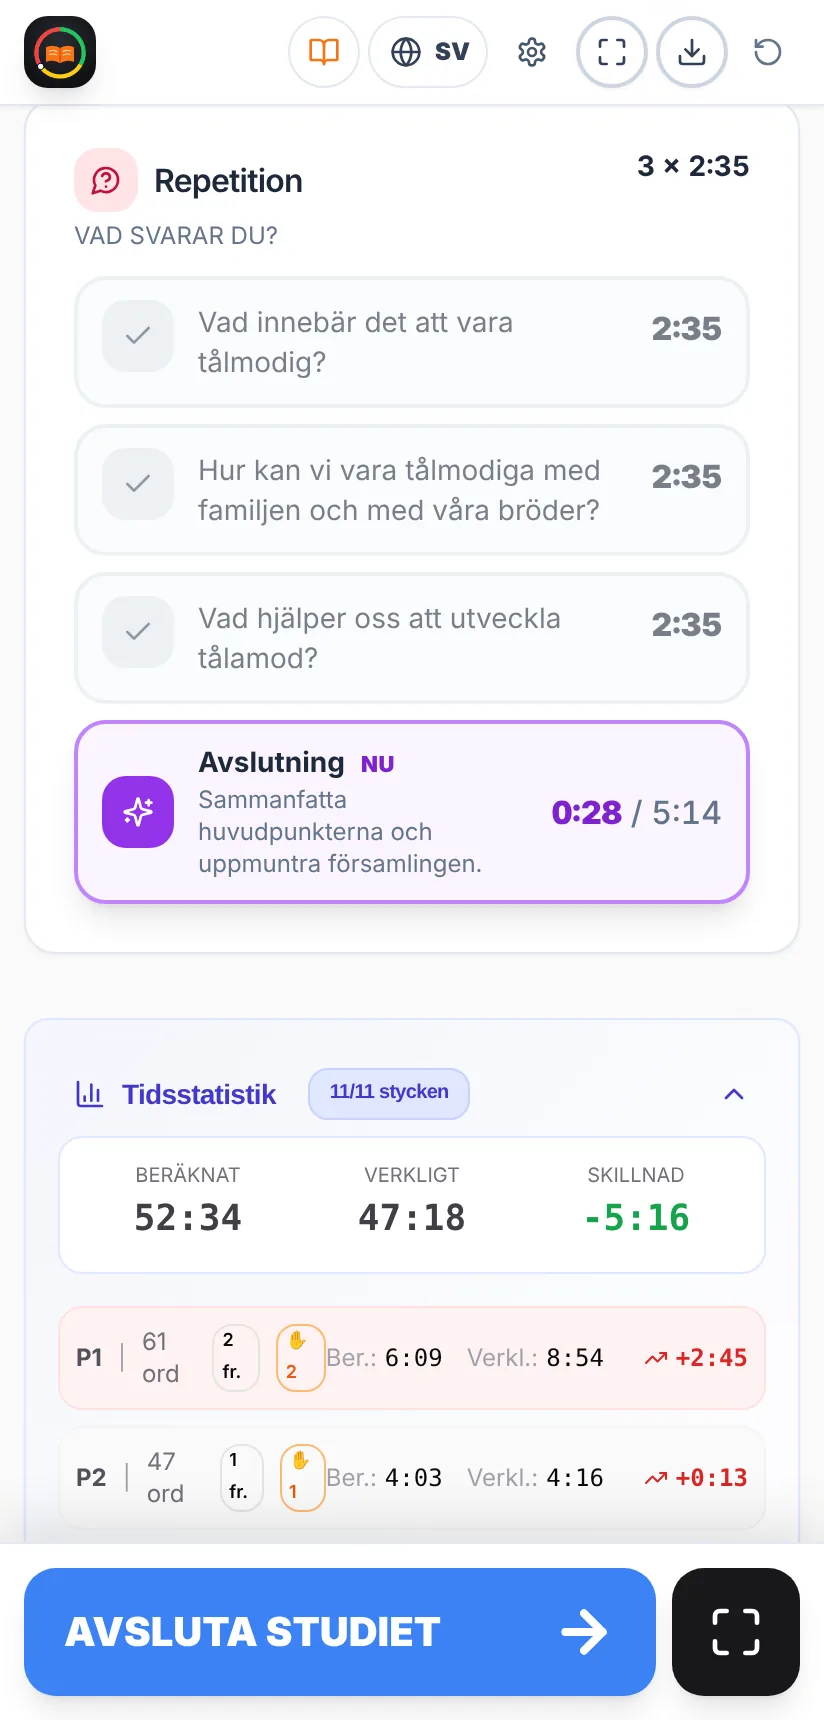 SV
Repetition
3 × 2:35
VAD SVARAR DU?
Vad innebär det att vara
tålmodig?
2:35
Hur kan vi vara tålmodiga med
familjen och med våra bröder?
2:35
Vad hjälper oss att utveckla
tålamod?
2:35
Avslutning NU
Sammanfatta
huvudpunkterna och
uppmuntra församlingen.
0:28 / 5:14
Tidsstatistik
11/11 stycken
BERÄKNAT VERKLIGT SKILLNAD
52:34 47:18 -5:16
P1 | 61 ord 2 fr. ✋ 2 Ber.: 6:09 Verkl.: 8:54 +2:45
P2 | 47 ord 1 fr. ✋ 1 Ber.: 4:03 Verkl.: 4:16 +0:13
AVSLUTA STUDIET